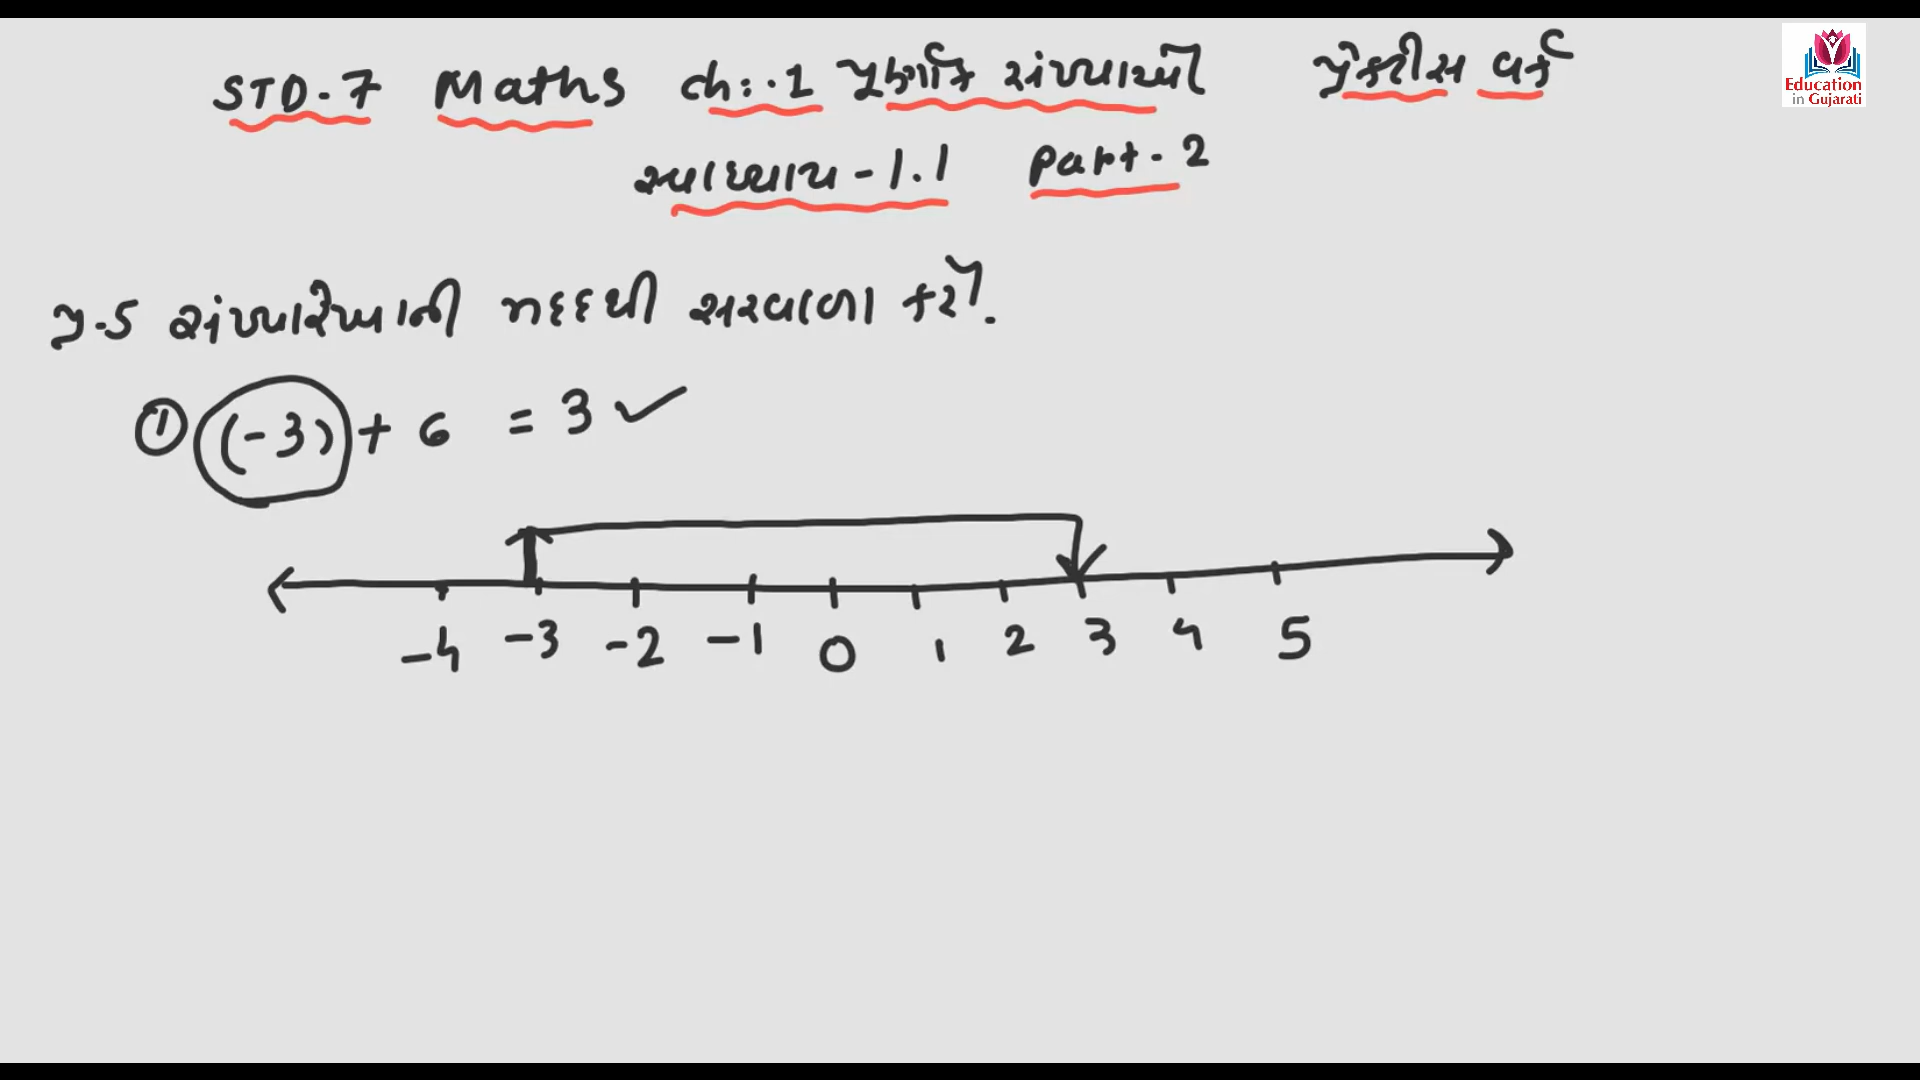 STD-7 Maths ch:-1 પુર્ણાંક સંખ્યાઓ પ્રેક્ટીસ વર્ક
સ્વાધ્યાય-1.1 Part-2
પ્ર-5 સંખ્યારેખાની મદદથી સરવાળા કરો.
① (-3) + 6 = 3 ✓
-4 -3 -2 -1 0 1 2 3 4 5
Education
in Gujarati